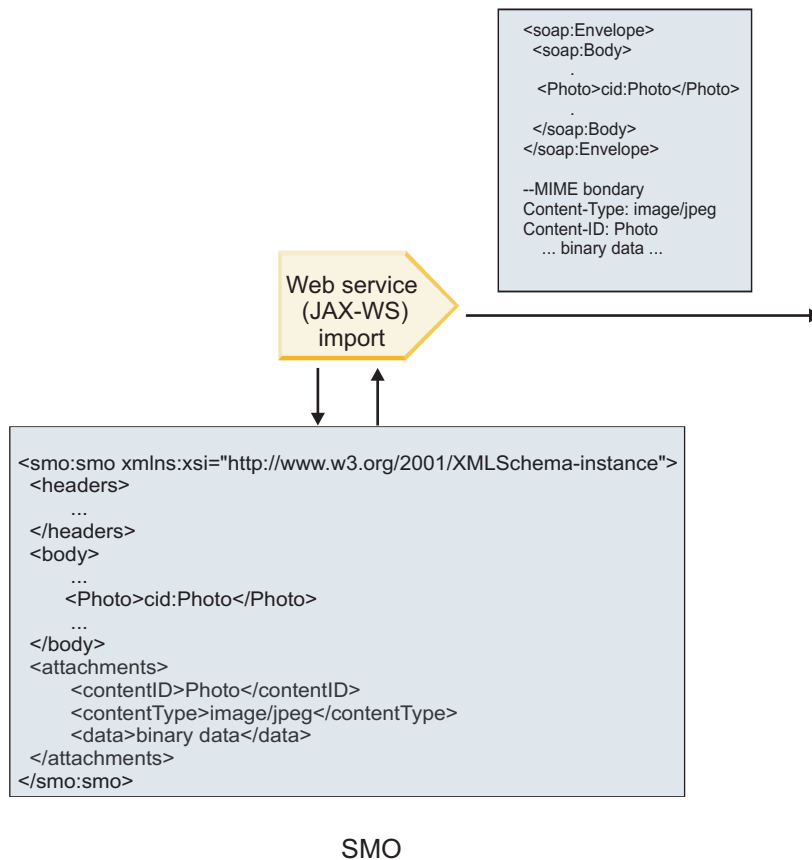 <soap:Envelope>
<soap:Body>
.
<Photo>cid:Photo</Photo>
.
</soap:Body>
</soap:Envelope>
--MIME bondary
Content-Type: image/jpeg
Content-ID: Photo
... binary data ...
Web service
(JAX-WS)
import
<smo:smo xmlns:xsi="http://www.w3.org/2001/XMLSchema-instance">
<headers>
...
</headers>
<body>
...
<Photo>cid:Photo</Photo>
...
</body>
<attachments>
<contentID>Photo</contentID>
<contentType>image/jpeg</contentType>
<data>binary data</data>
</attachments>
</smo:smo>
SMO